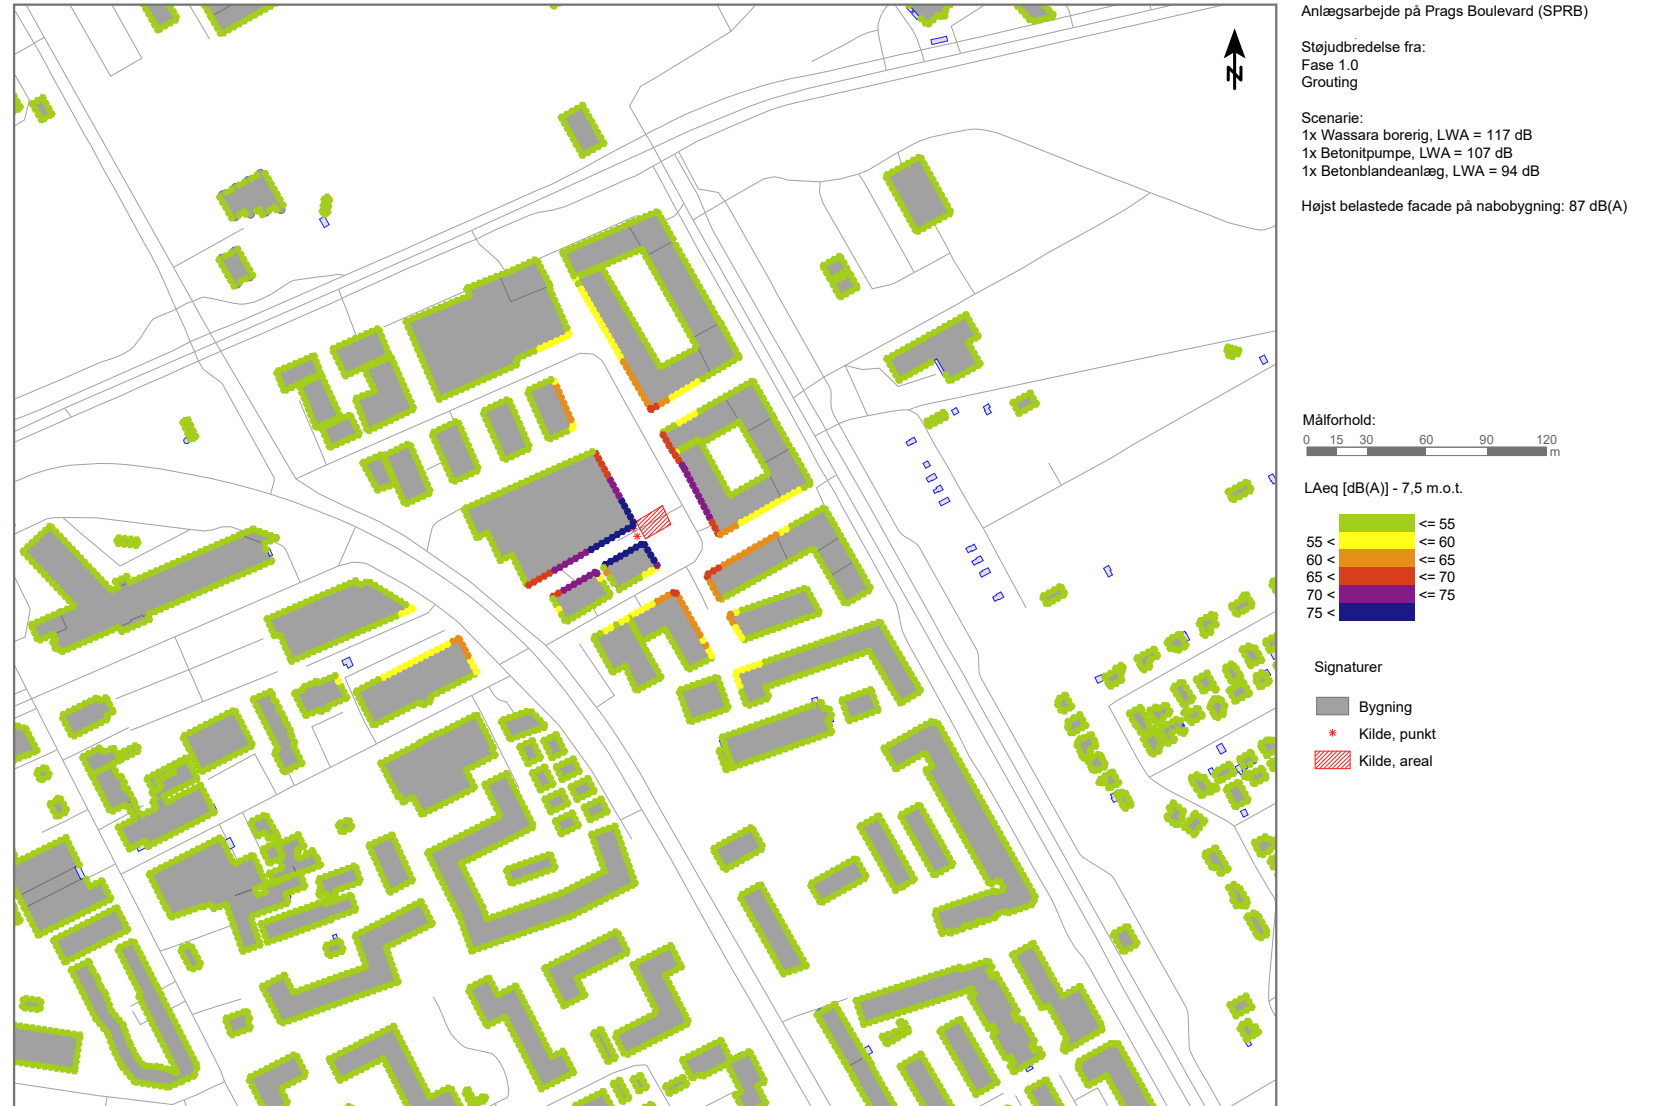 Anlægsarbejde på Prags Boulevard (SPRB)
Støjudbredelse fra:
Fase 1.0
Grouting
Scenarie:
1x Wassara borerig, LWA = 117 dB
1x Betonitpumpe, LWA = 107 dB
1x Betonblandeanlæg, LWA = 94 dB
Højst belastede facade på nabobygning: 87 dB(A)
N
Målforhold:
0 15 30 60 90 120
m
LAeq [dB(A)] - 7,5 m.o.t.
<= 55
55 < <= 60
60 < <= 65
65 < <= 70
70 < <= 75
75 <
Signaturer
Bygning
Kilde, punkt
Kilde, areal